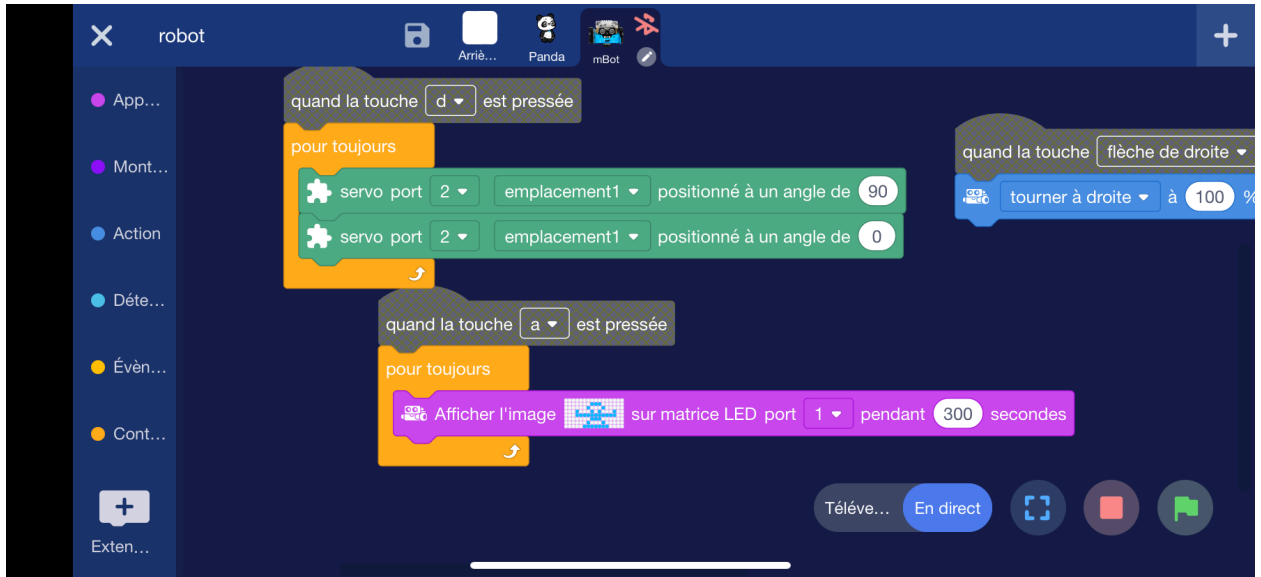 robot
Arriè...
Panda
mBot
App...
Mont...
Action
Déte...
Évèn...
Cont...
Exten...
quand la touche d est pressée
pour toujours
servo port 2 emplacement1 positionné à un angle de 90
servo port 2 emplacement1 positionné à un angle de 0
quand la touche a est pressée
pour toujours
Afficher l'image sur matrice LED port 1 pendant 300 secondes
quand la touche flèche de droite
tourner à droite à 100 %
Téléve... En direct